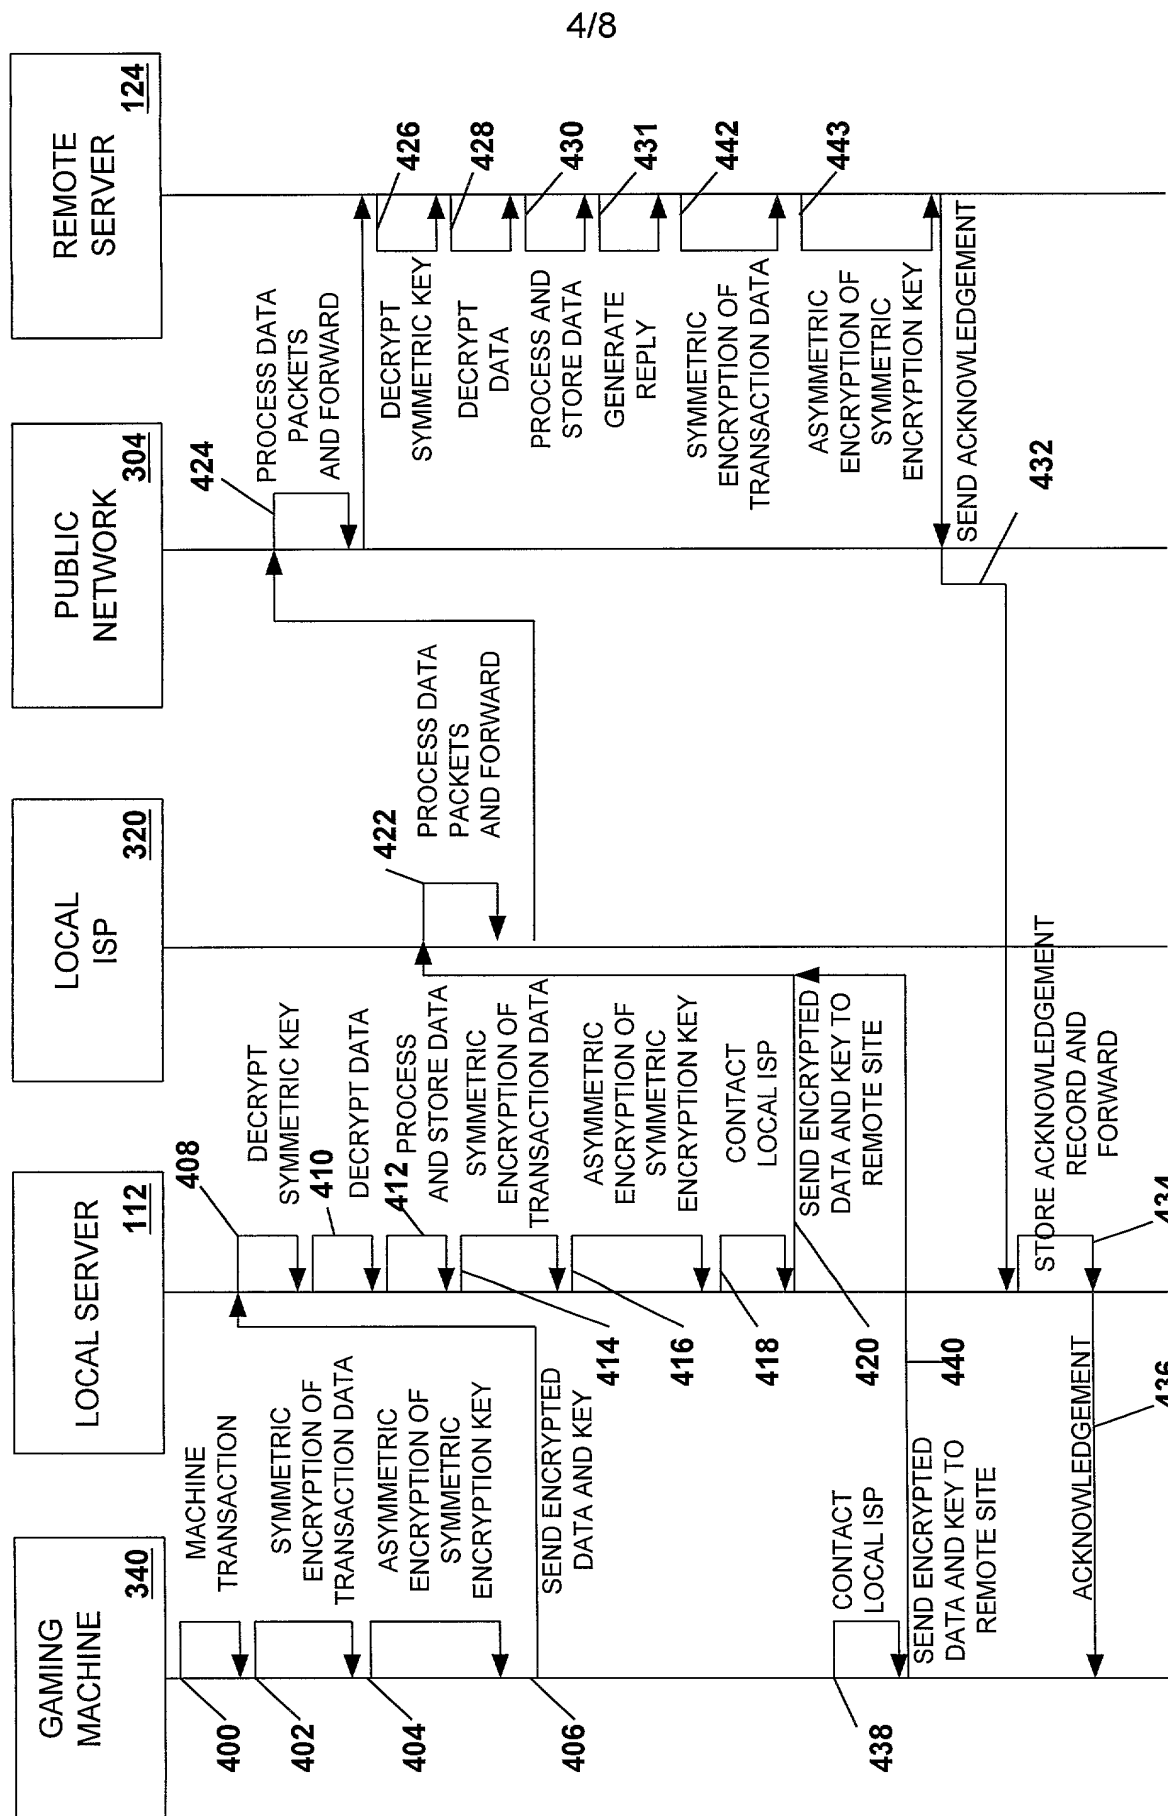 4/8
GAMING
MACHINE
340
LOCAL SERVER
112
LOCAL
ISP
320
PUBLIC
NETWORK
304
REMOTE
SERVER
124
400
MACHINE
TRANSACTION
402
SYMMETRIC
ENCRYPTION OF
TRANSACTION DATA
404
ASYMMETRIC
ENCRYPTION OF
SYMMETRIC
ENCRYPTION KEY
406
SEND ENCRYPTED
DATA AND KEY
408
DECRYPT
SYMMETRIC KEY
410
DECRYPT DATA
412
PROCESS
AND STORE DATA
414
SYMMETRIC
ENCRYPTION OF
TRANSACTION DATA
416
ASYMMETRIC
ENCRYPTION OF
SYMMETRIC
ENCRYPTION KEY
418
CONTACT
LOCAL ISP
420
SEND ENCRYPTED
DATA AND KEY TO
REMOTE SITE
422
PROCESS DATA
PACKETS
AND FORWARD
424
PROCESS DATA
PACKETS
AND FORWARD
426
DECRYPT
SYMMETRIC KEY
428
DECRYPT
DATA
430
PROCESS AND
STORE DATA
431
GENERATE
REPLY
442
SYMMETRIC
ENCRYPTION OF
TRANSACTION DATA
443
ASYMMETRIC
ENCRYPTION OF
SYMMETRIC
ENCRYPTION KEY
SEND ACKNOWLEDGEMENT
432
438
CONTACT
LOCAL ISP
440
SEND ENCRYPTED
DATA AND KEY TO
REMOTE SITE
STORE ACKNOWLEDGEMENT
RECORD AND
FORWARD
434
ACKNOWLEDGEMENT
436